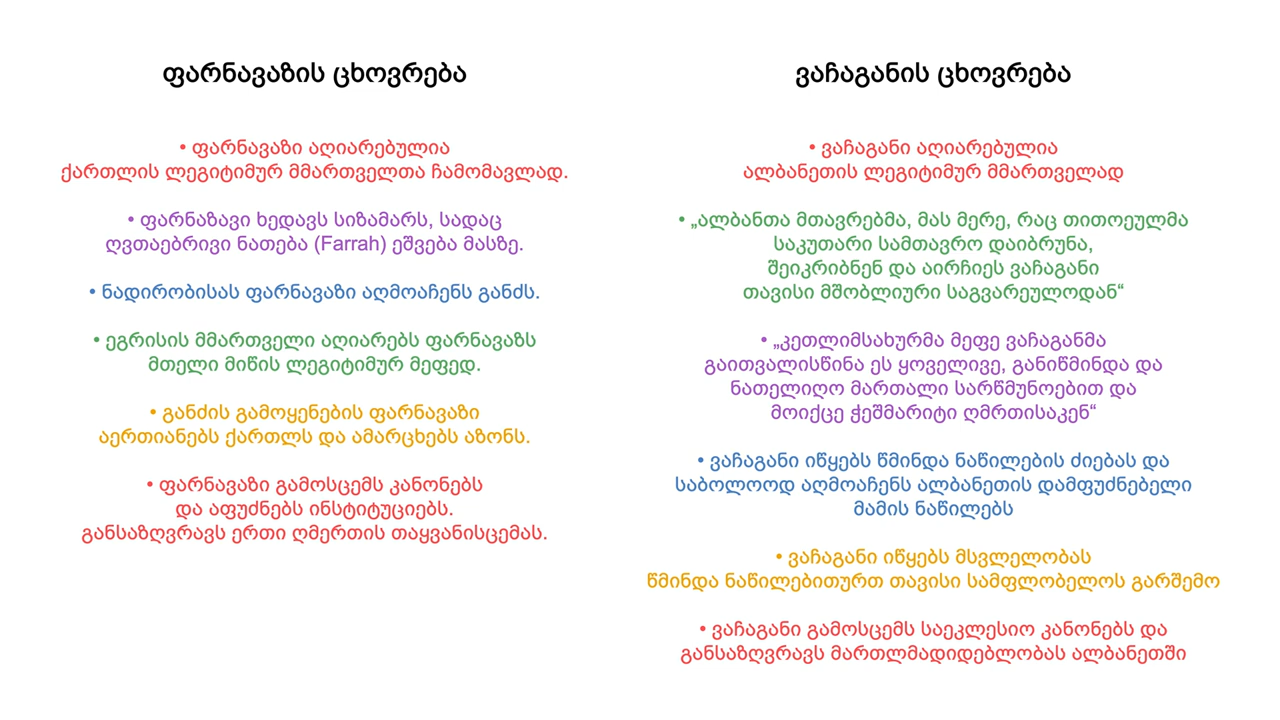 ფარნავაზის ცხოვრება
• ფარნავაზი აღიარებულია
ქართლის ლეგიტიმურ მმართველთა ჩამომავლად.
• ფარნაზავი ხედავს სიზამარს, სადაც
ღვთაებრივი ნათება (Farrah) ეშვება მასზე.
• ნადირობისას ფარნავაზი აღმოაჩენს განძს.
• ეგრისის მმართველი აღიარებს ფარნავაზს
მთელი მიწის ლეგიტიმურ მეფედ.
• განძის გამოყენების ფარნავაზი
აერთიანებს ქართლს და ამარცხებს აზონს.
• ფარნავაზი გამოსცემს კანონებს
და აფუძნებს ინსტიტუციებს.
განსაზღვრავს ერთი ღმერთის თაყვანისცემას.
ვაჩაგანის ცხოვრება
• ვაჩაგანი აღიარებულია
ალბანეთის ლეგიტიმურ მმართველად
• „ალბანთა მთავრებმა, მას მერე, რაც თითოეულმა
საკუთარი სამთავრო დაიბრუნა,
შეიკრიბნენ და აირჩიეს ვაჩაგანი
თავისი მშობლიური საგვარეულოდან“
• „კეთლიმსახურმა მეფე ვაჩაგანმა
გაითვალისწინა ეს ყოველივე, განიწმინდა და
ნათელიღო მართალი სარწმუნოებით და
მოიქცე ჭეშმარიტი ღმრთისაკენ“
• ვაჩაგანი იწყებს წმინდა ნაწილების ძიებას და
საბოლოოდ აღმოაჩენს ალბანეთის დამფუძნებელი
მამის ნაწილებს
• ვაჩაგანი იწყებს მსვლელობას
წმინდა ნაწილებითურთ თავისი სამფლობელოს გარშემო
• ვაჩაგანი გამოსცემს საეკლესიო კანონებს და
განსაზღვრავს მართლმადიდებლობას ალბანეთში